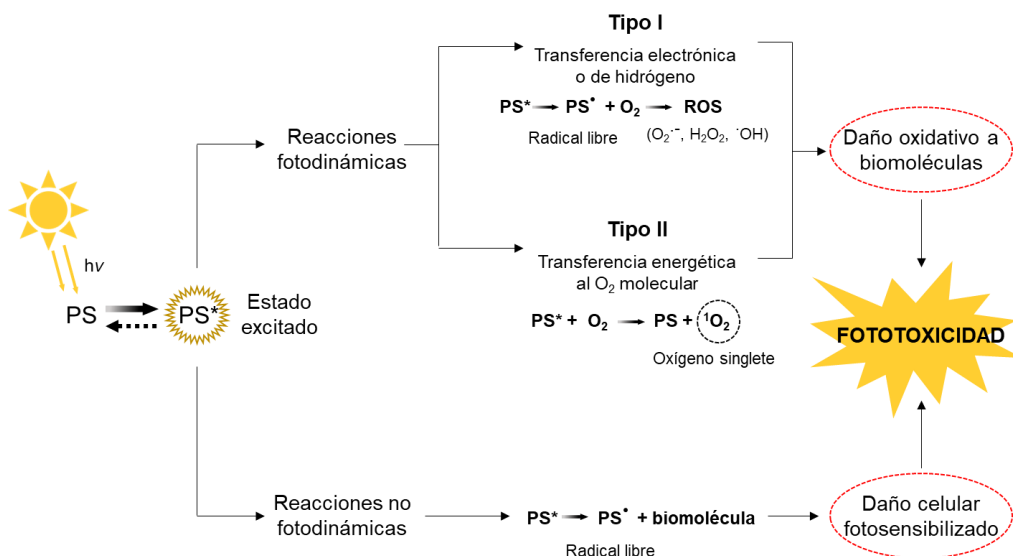 Tipo I
Transferencia electrónica
o de hidrógeno
PS* PS• + O₂ ROS
Radical libre
(O₂·⁻, H₂O₂, ·OH)
Reacciones
fotodinámicas
Daño oxidativo a
biomoléculas
Tipo II
Transferencia energética
al O₂ molecular
PS* + O₂ PS + ¹O₂
Oxígeno singlete
hν
PS
PS*
Estado
excitado
FOTOTOXICIDAD
Reacciones no
fotodinámicas
PS* PS• + biomolécula
Radical libre
Daño celular
fotosensibilizado